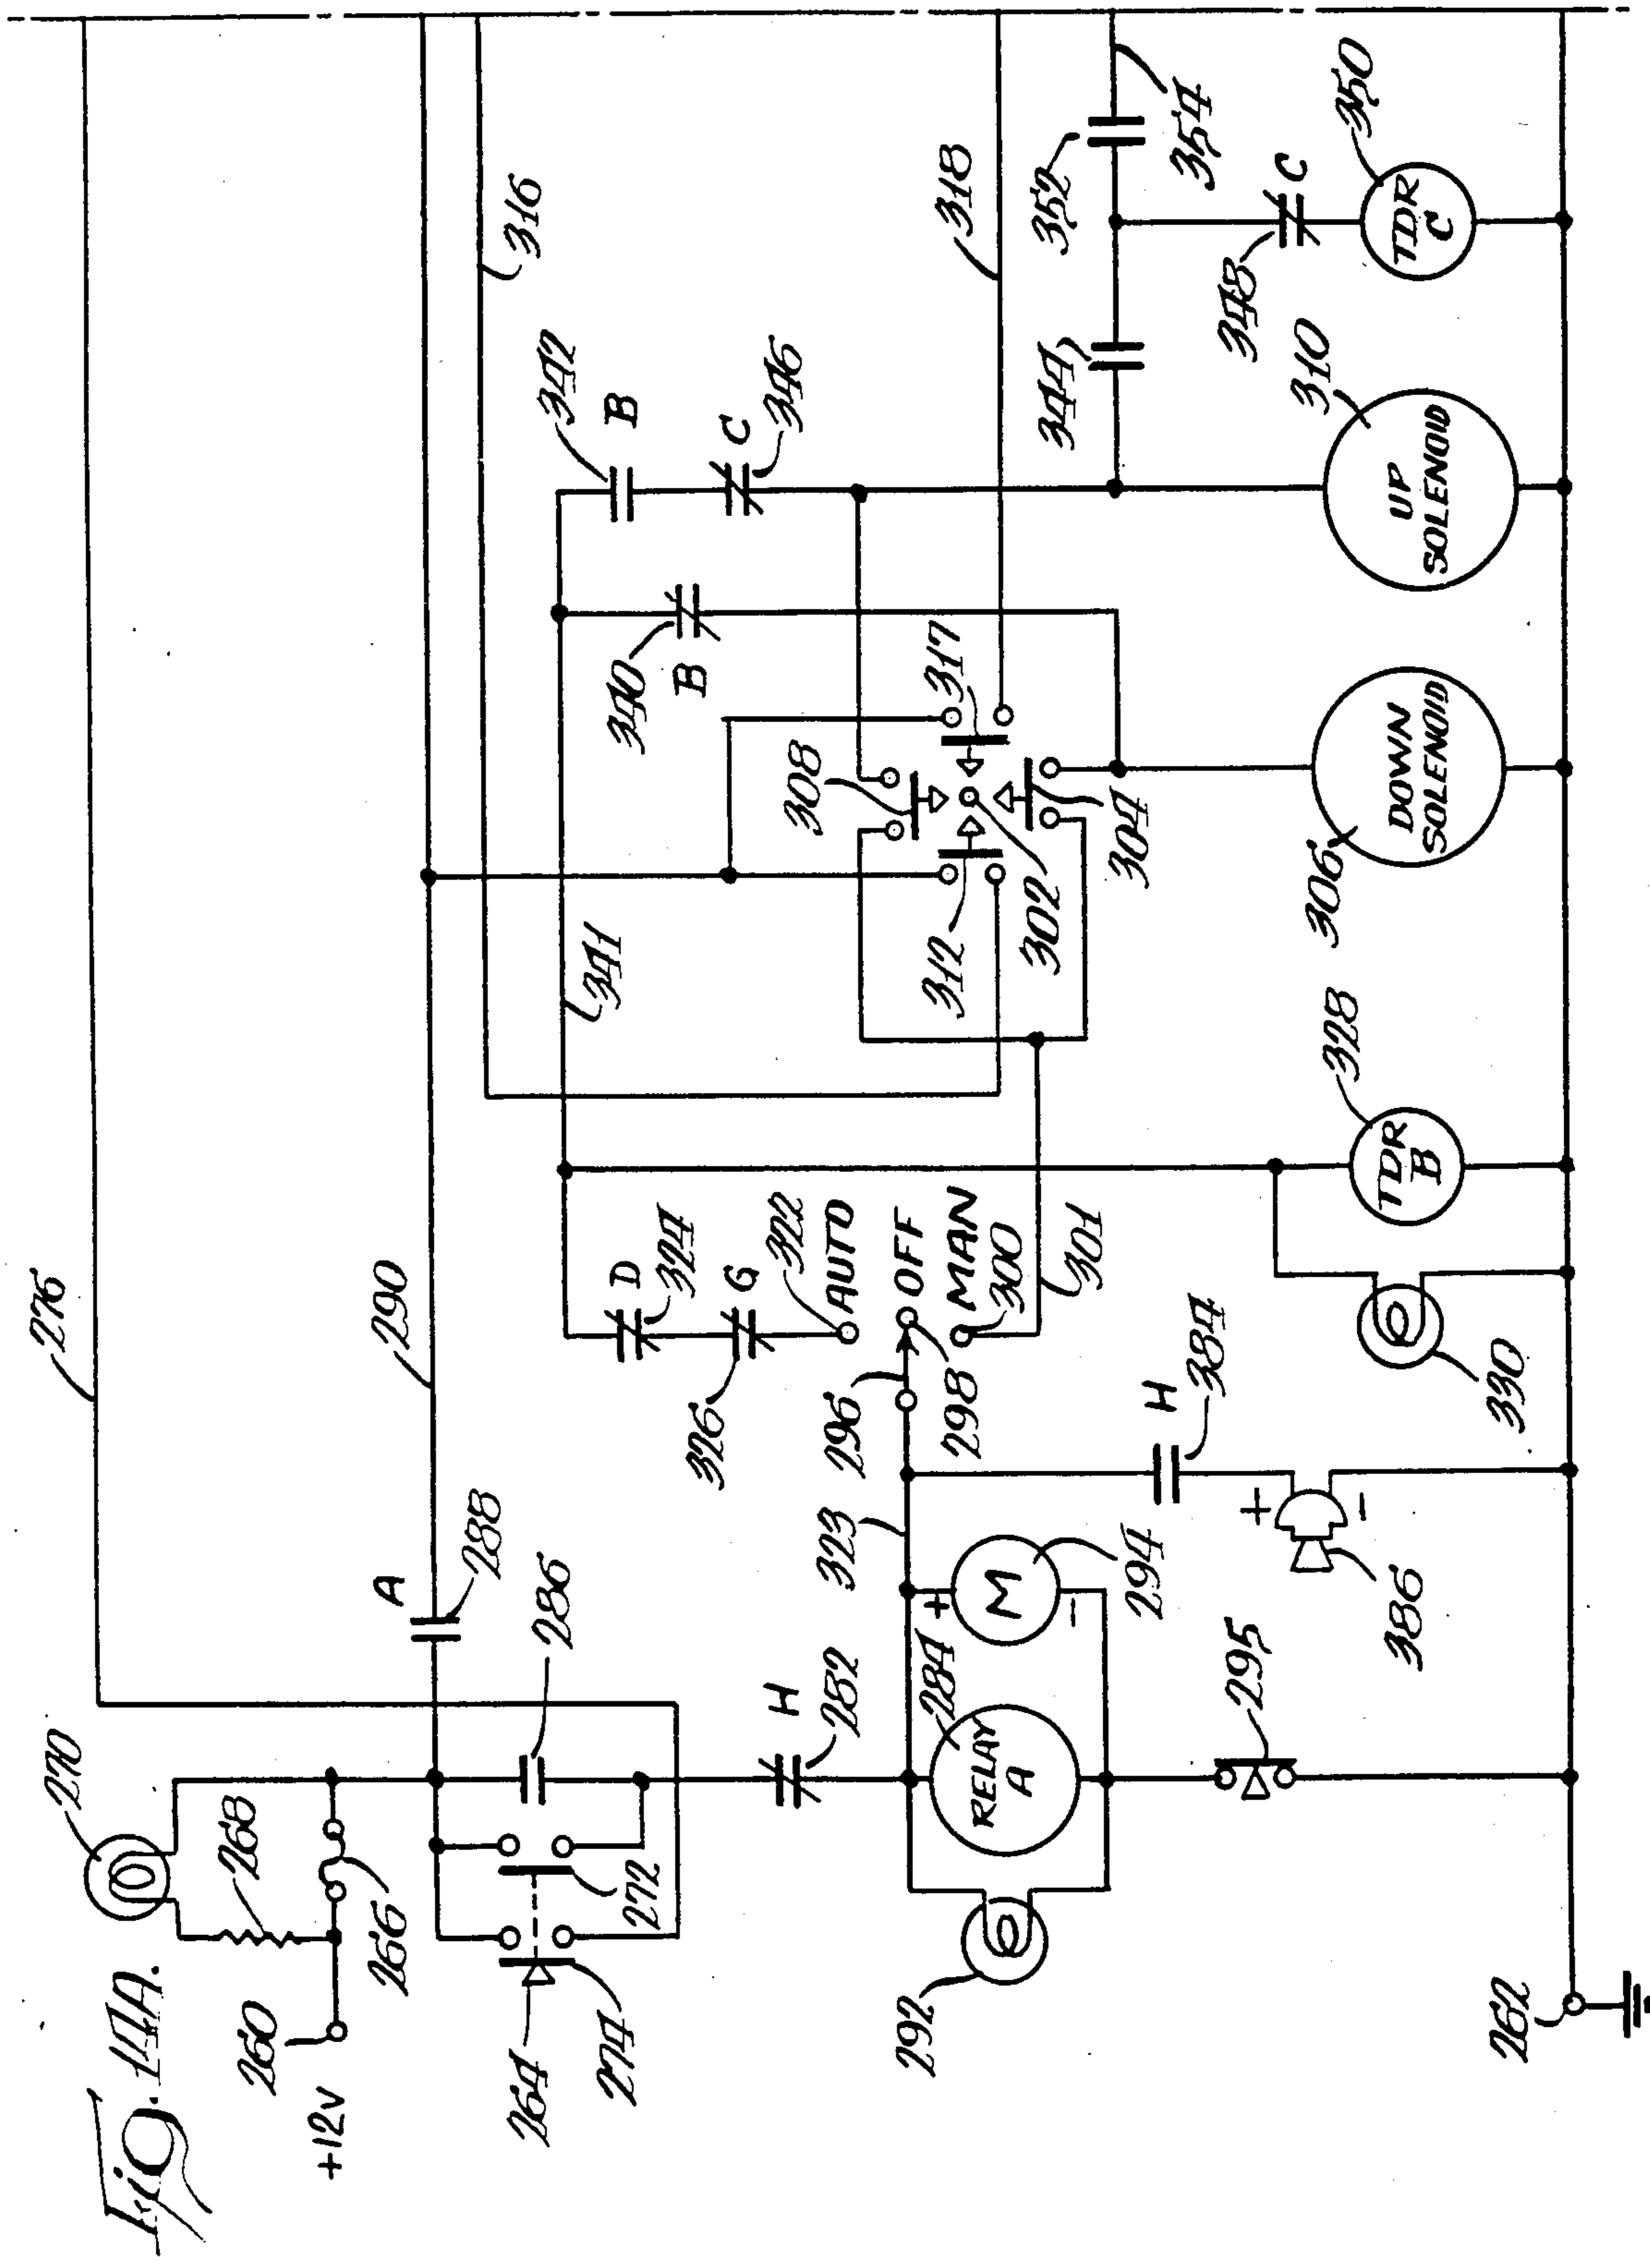 Fig. 14A.
+12V
260
266
268
270
276
264
274
272
A
288
286
290
H
282
292
RELAY
A
284
+
M
-
294
295
262
323
296
298
AUTO
OFF
MAN
322
300
301
D
324
G
326
H
384
+
-
386
330
TDR
B
328
341
316
312
302
308
304
317
318
340
B
342
B
C
346
344
352
354
348
C
TDR
C
350
DOWN
SOLENOID
306
UP
SOLENOID
310